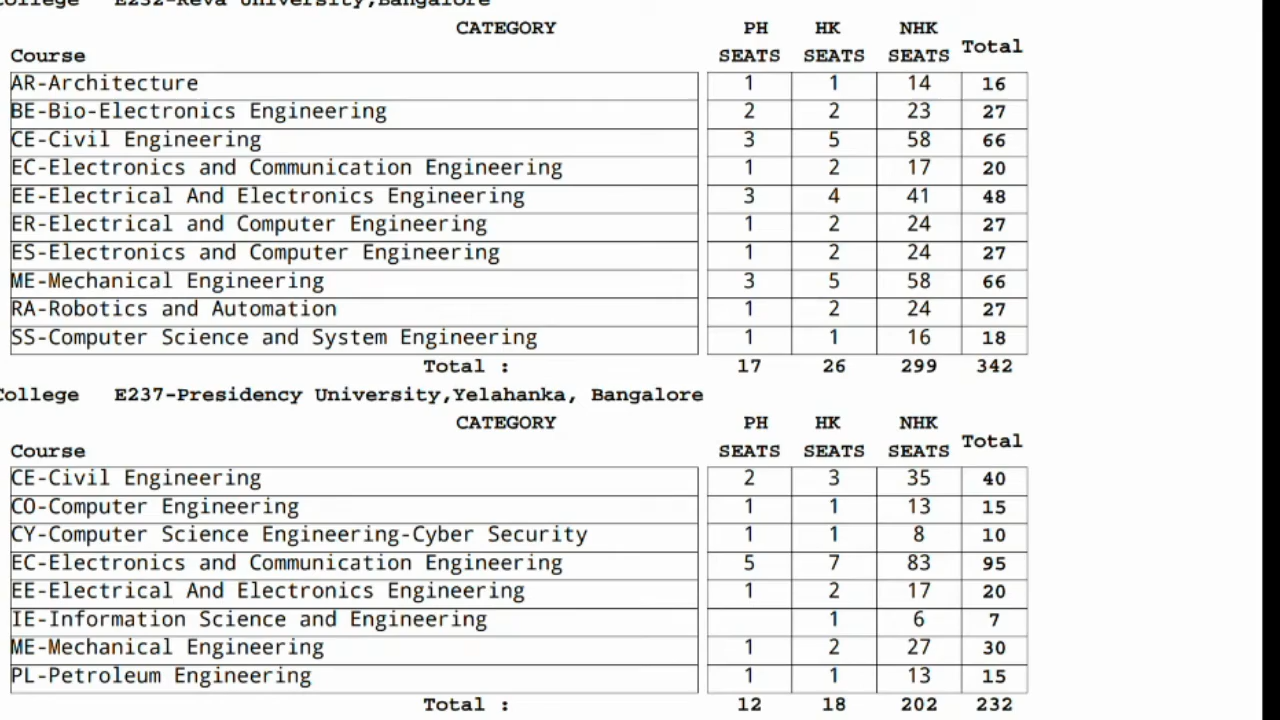 College E232-Reva University,Bangalore
CATEGORY PH HK NHK
Course SEATS SEATS SEATS Total
AR-Architecture 1 1 14 16
BE-Bio-Electronics Engineering 2 2 23 27
CE-Civil Engineering 3 5 58 66
EC-Electronics and Communication Engineering 1 2 17 20
EE-Electrical And Electronics Engineering 3 4 41 48
ER-Electrical and Computer Engineering 1 2 24 27
ES-Electronics and Computer Engineering 1 2 24 27
ME-Mechanical Engineering 3 5 58 66
RA-Robotics and Automation 1 2 24 27
SS-Computer Science and System Engineering 1 1 16 18
Total : 17 26 299 342
College E237-Presidency University,Yelahanka, Bangalore
CATEGORY PH HK NHK
Course SEATS SEATS SEATS Total
CE-Civil Engineering 2 3 35 40
CO-Computer Engineering 1 1 13 15
CY-Computer Science Engineering-Cyber Security 1 1 8 10
EC-Electronics and Communication Engineering 5 7 83 95
EE-Electrical And Electronics Engineering 1 2 17 20
IE-Information Science and Engineering 1 6 7
ME-Mechanical Engineering 1 2 27 30
PL-Petroleum Engineering 1 1 13 15
Total : 12 18 202 232